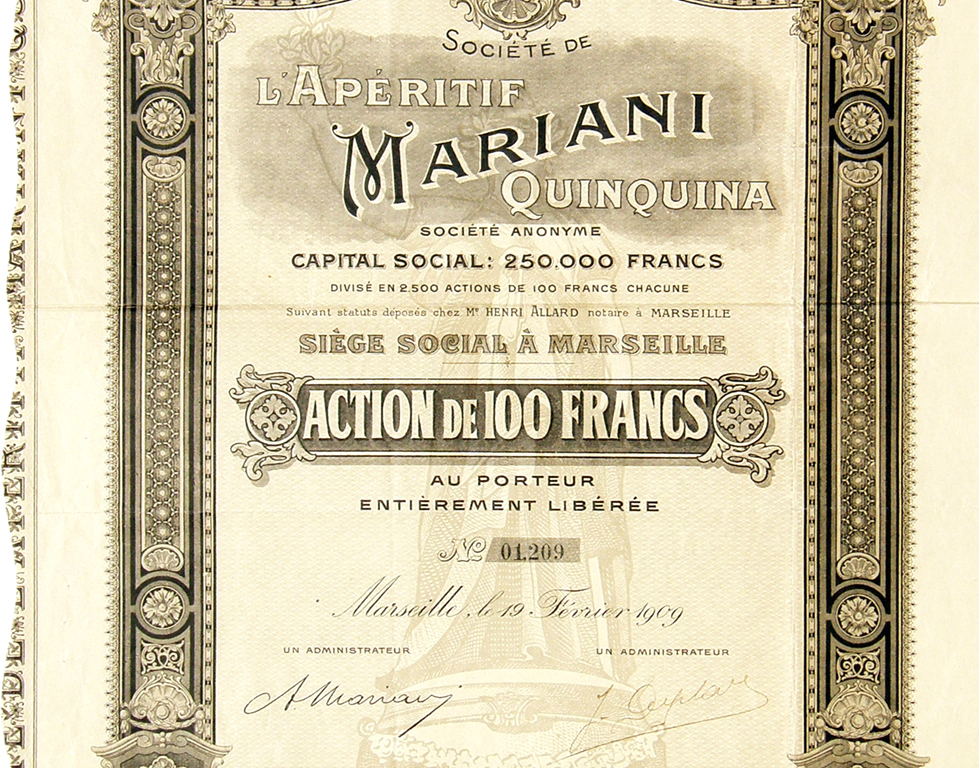 SOCIÉTÉ DE
L'APÉRITIF
MARIANI
QUINQUINA
SOCIÉTÉ ANONYME
CAPITAL SOCIAL: 250.000 FRANCS
DIVISÉ EN 2.500 ACTIONS DE 100 FRANCS CHACUNE
Suivant statuts déposés chez Me HENRI ALLARD notaire à MARSEILLE
SIÈGE SOCIAL À MARSEILLE
ACTION DE 100 FRANCS
AU PORTEUR
ENTIÈREMENT LIBÉRÉE
No 01.209
Marseille, le 19 Février 1909
UN ADMINISTRATEUR
UN ADMINISTRATEUR
A. Mariani